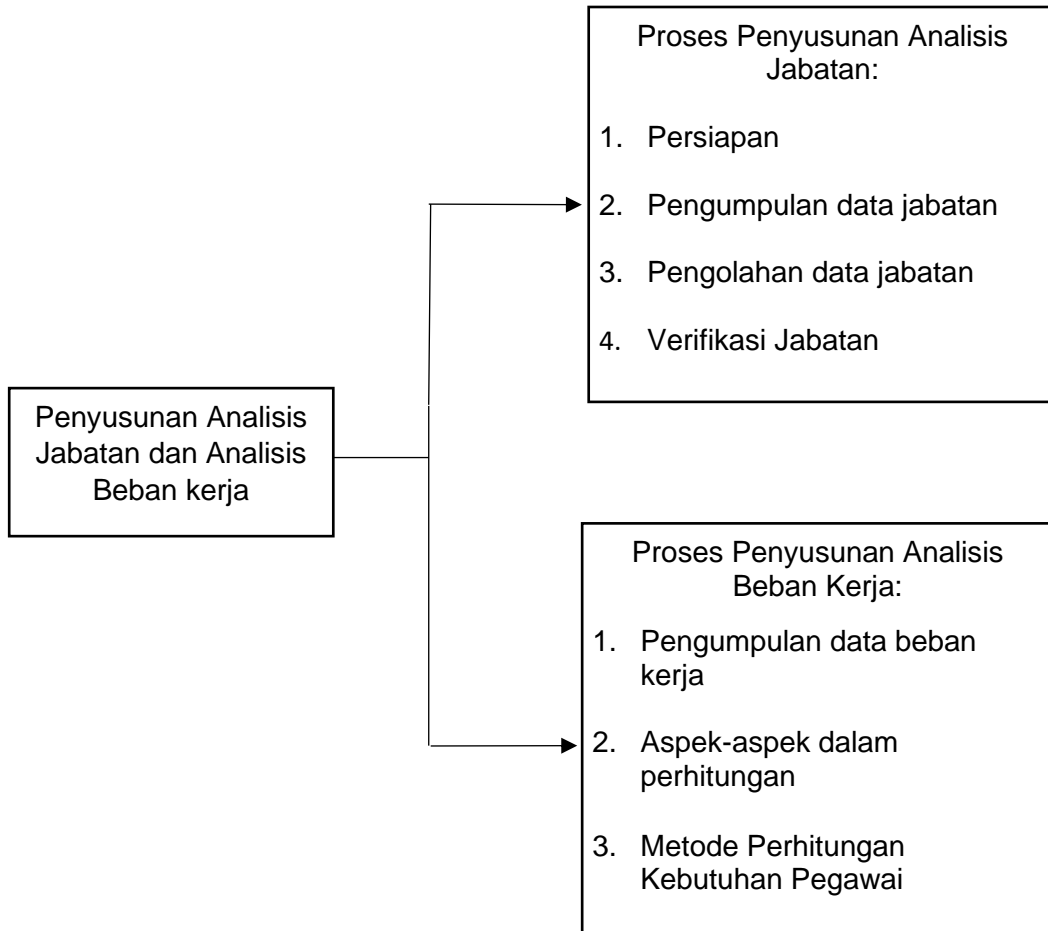 Penyusunan Analisis
Jabatan dan Analisis
Beban kerja
Proses Penyusunan Analisis
Jabatan:
1. Persiapan
2. Pengumpulan data jabatan
3. Pengolahan data jabatan
4. Verifikasi Jabatan
Proses Penyusunan Analisis
Beban Kerja:
1. Pengumpulan data beban
kerja
2. Aspek-aspek dalam
perhitungan
3. Metode Perhitungan
Kebutuhan Pegawai